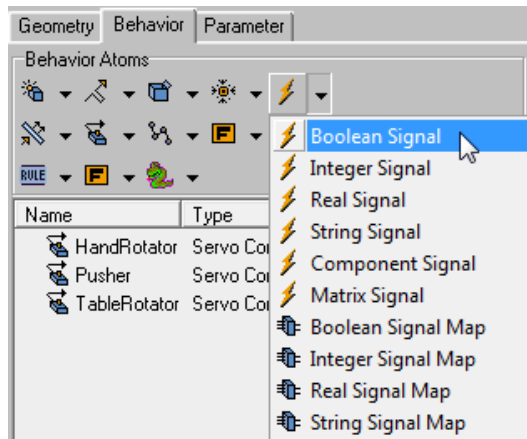 Geometry Behavior Parameter
Behavior Atoms
RULE
F
F
Name Type
HandRotator Servo Co
Pusher Servo Co
TableRotator Servo Co
Boolean Signal
Integer Signal
Real Signal
String Signal
Component Signal
Matrix Signal
Boolean Signal Map
Integer Signal Map
Real Signal Map
String Signal Map